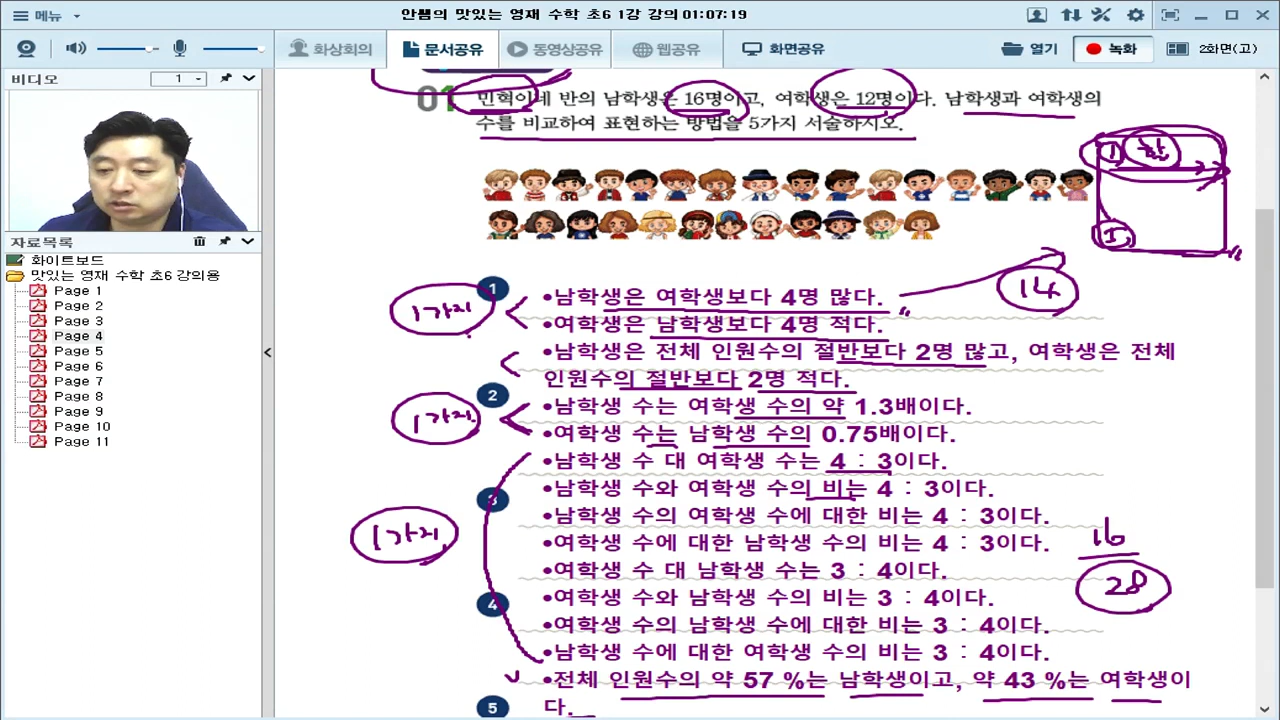 메뉴
안쌤의 맛있는 영재 수학 초6 1강 강의 01:07:19
화상회의 문서공유 동영상공유 웹공유 화면공유 열기 녹화 2화면(고)
비디오 1
자료목록
화이트보드
맛있는 영재 수학 초6 강의용
Page 1
Page 2
Page 3
Page 4
Page 5
Page 6
Page 7
Page 8
Page 9
Page 10
Page 11
01 민혁이네 반의 남학생은 16명이고, 여학생은 12명이다. 남학생과 여학생의
수를 비교하여 표현하는 방법을 5가지 서술하시오.
1
•남학생은 여학생보다 4명 많다.
14
1가지
•여학생은 남학생보다 4명 적다.
•남학생은 전체 인원수의 절반보다 2명 많고, 여학생은 전체
인원수의 절반보다 2명 적다.
2
•남학생 수는 여학생 수의 약 1.3배이다.
1가지
•여학생 수는 남학생 수의 0.75배이다.
•남학생 수 대 여학생 수는 4 : 3이다.
•남학생 수와 여학생 수의 비는 4 : 3이다.
3
•남학생 수의 여학생 수에 대한 비는 4 : 3이다.
1가지
•여학생 수에 대한 남학생 수의 비는 4 : 3이다.
16
28
•여학생 수 대 남학생 수는 3 : 4이다.
•여학생 수와 남학생 수의 비는 3 : 4이다.
4
•여학생 수의 남학생 수에 대한 비는 3 : 4이다.
•남학생 수에 대한 여학생 수의 비는 3 : 4이다.
•전체 인원수의 약 57 %는 남학생이고, 약 43 %는 여학생이
5
다.